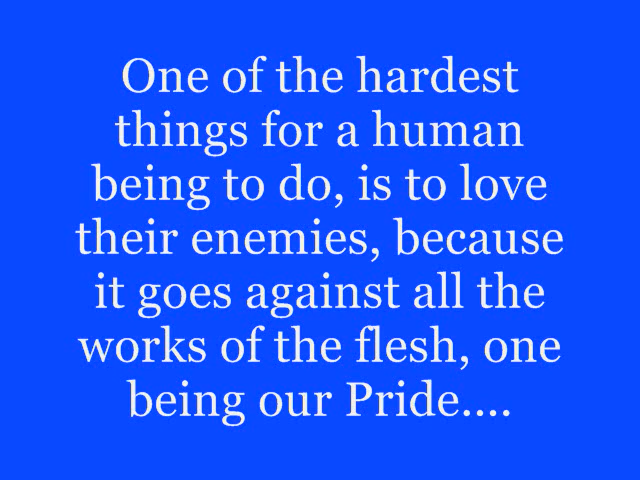 One of the hardest
things for a human
being to do, is to love
their enemies, because
it goes against all the
works of the flesh, one
being our Pride....